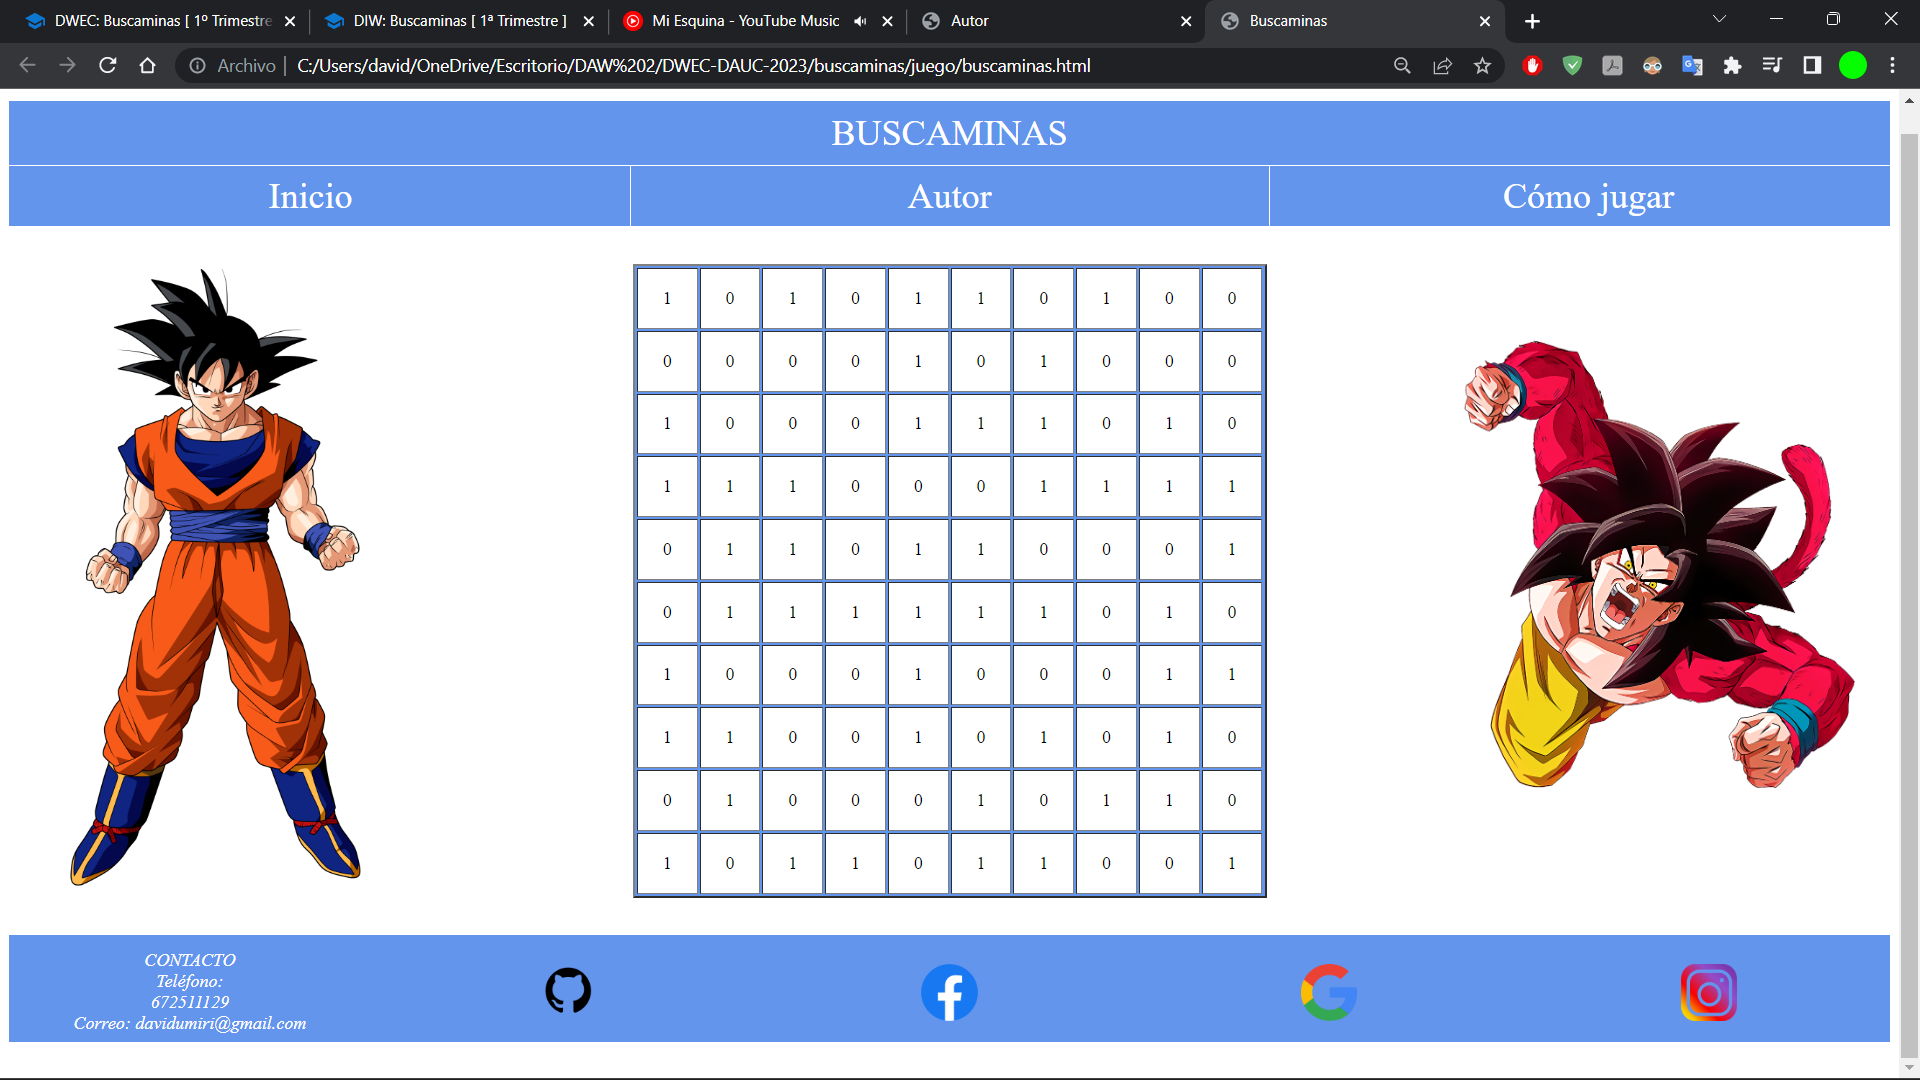 DWEC: Buscaminas [ 1º Trimestre
DIW: Buscaminas [ 1ª Trimestre ]
Mi Esquina - YouTube Music
Autor
Buscaminas
Archivo
C:/Users/david/OneDrive/Escritorio/DAW%202/DWEC-DAUC-2023/buscaminas/juego/buscaminas.html
BUSCAMINAS
Inicio
Autor
Cómo jugar
1 0 1 0 1 1 0 1 0 0
0 0 0 0 1 0 1 0 0 0
1 0 0 0 1 1 1 0 1 0
1 1 1 0 0 0 1 1 1 1
0 1 1 0 1 1 0 0 0 1
0 1 1 1 1 1 1 0 1 0
1 0 0 0 1 0 0 0 1 1
1 1 0 0 1 0 1 0 1 0
0 1 0 0 0 1 0 1 1 0
1 0 1 1 0 1 1 0 0 1
CONTACTO
Teléfono:
672511129
Correo: davidumiri@gmail.com